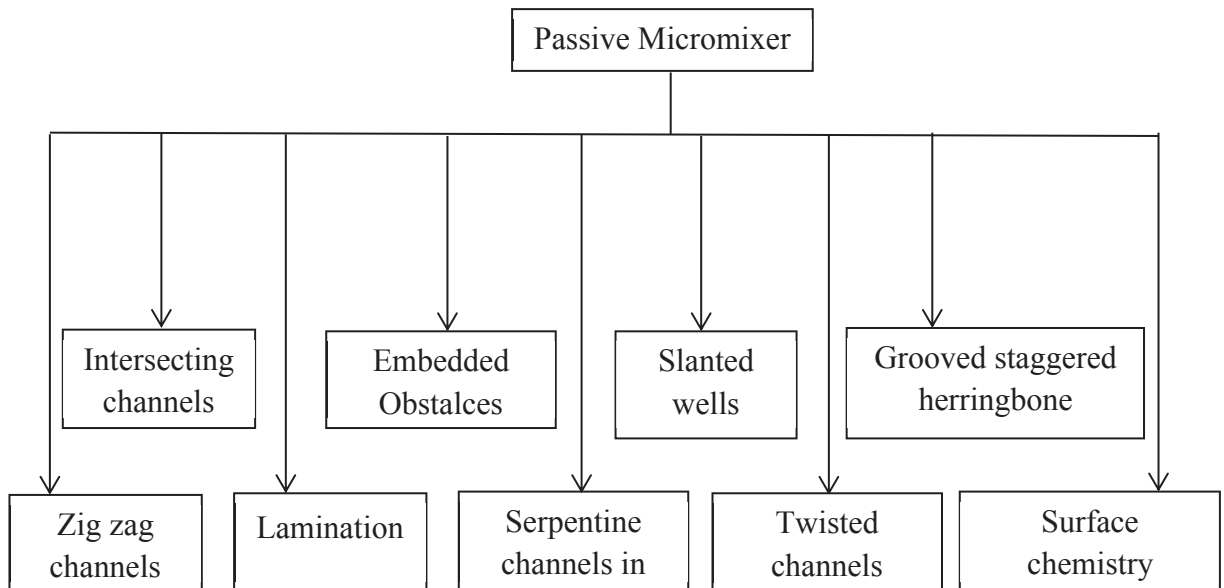 Passive Micromixer
Intersecting
channels
Embedded
Obstalces
Slanted
wells
Grooved staggered
herringbone
Zig zag
channels
Lamination
Serpentine
channels in
Twisted
channels
Surface
chemistry